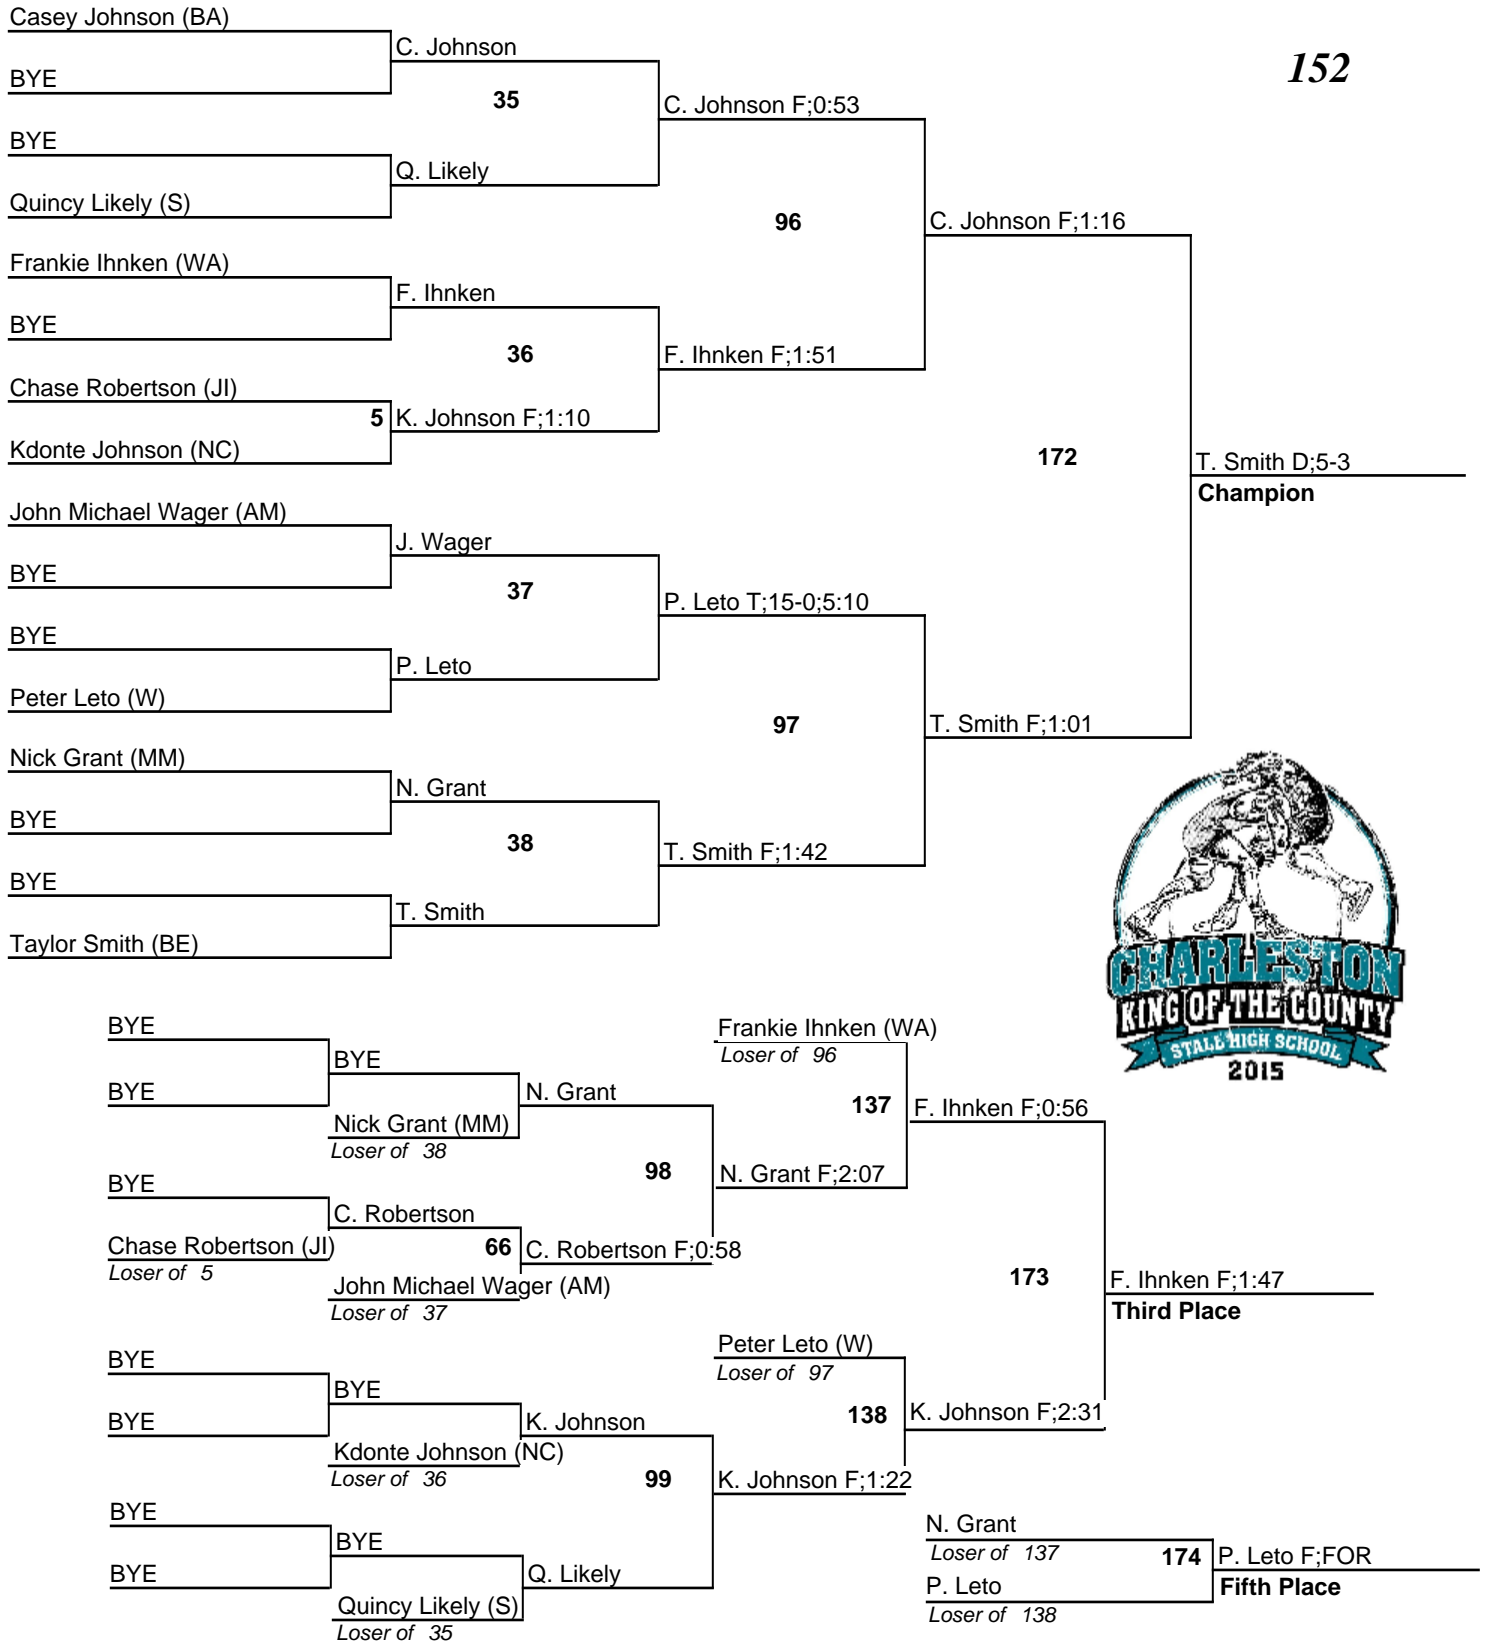 Casey Johnson (BA)
C. Johnson
152
BYE
35
C. Johnson F;0:53
BYE
Q. Likely
Quincy Likely (S)
96
C. Johnson F;1:16
Frankie Ihnken (WA)
F. Ihnken
BYE
36
F. Ihnken F;1:51
Chase Robertson (JI)
5
K. Johnson F;1:10
Kdonte Johnson (NC)
172
T. Smith D;5-3
Champion
John Michael Wager (AM)
J. Wager
BYE
37
P. Leto T;15-0;5:10
BYE
P. Leto
Peter Leto (W)
97
T. Smith F;1:01
Nick Grant (MM)
N. Grant
BYE
38
T. Smith F;1:42
BYE
T. Smith
Taylor Smith (BE)
CHARLESTON
KING OF THE COUNTY
STALL HIGH SCHOOL
2015
BYE
BYE
BYE
N. Grant
Nick Grant (MM)
Loser of 38
Frankie Ihnken (WA)
Loser of 96
137
F. Ihnken F;0:56
98
N. Grant F;2:07
BYE
C. Robertson
Chase Robertson (JI)
Loser of 5
66
C. Robertson F;0:58
John Michael Wager (AM)
Loser of 37
173
F. Ihnken F;1:47
Third Place
Peter Leto (W)
Loser of 97
BYE
BYE
BYE
K. Johnson
138
K. Johnson F;2:31
Kdonte Johnson (NC)
Loser of 36
99
K. Johnson F;1:22
BYE
BYE
BYE
Q. Likely
Quincy Likely (S)
Loser of 35
N. Grant
Loser of 137
174
P. Leto F;FOR
Fifth Place
P. Leto
Loser of 138